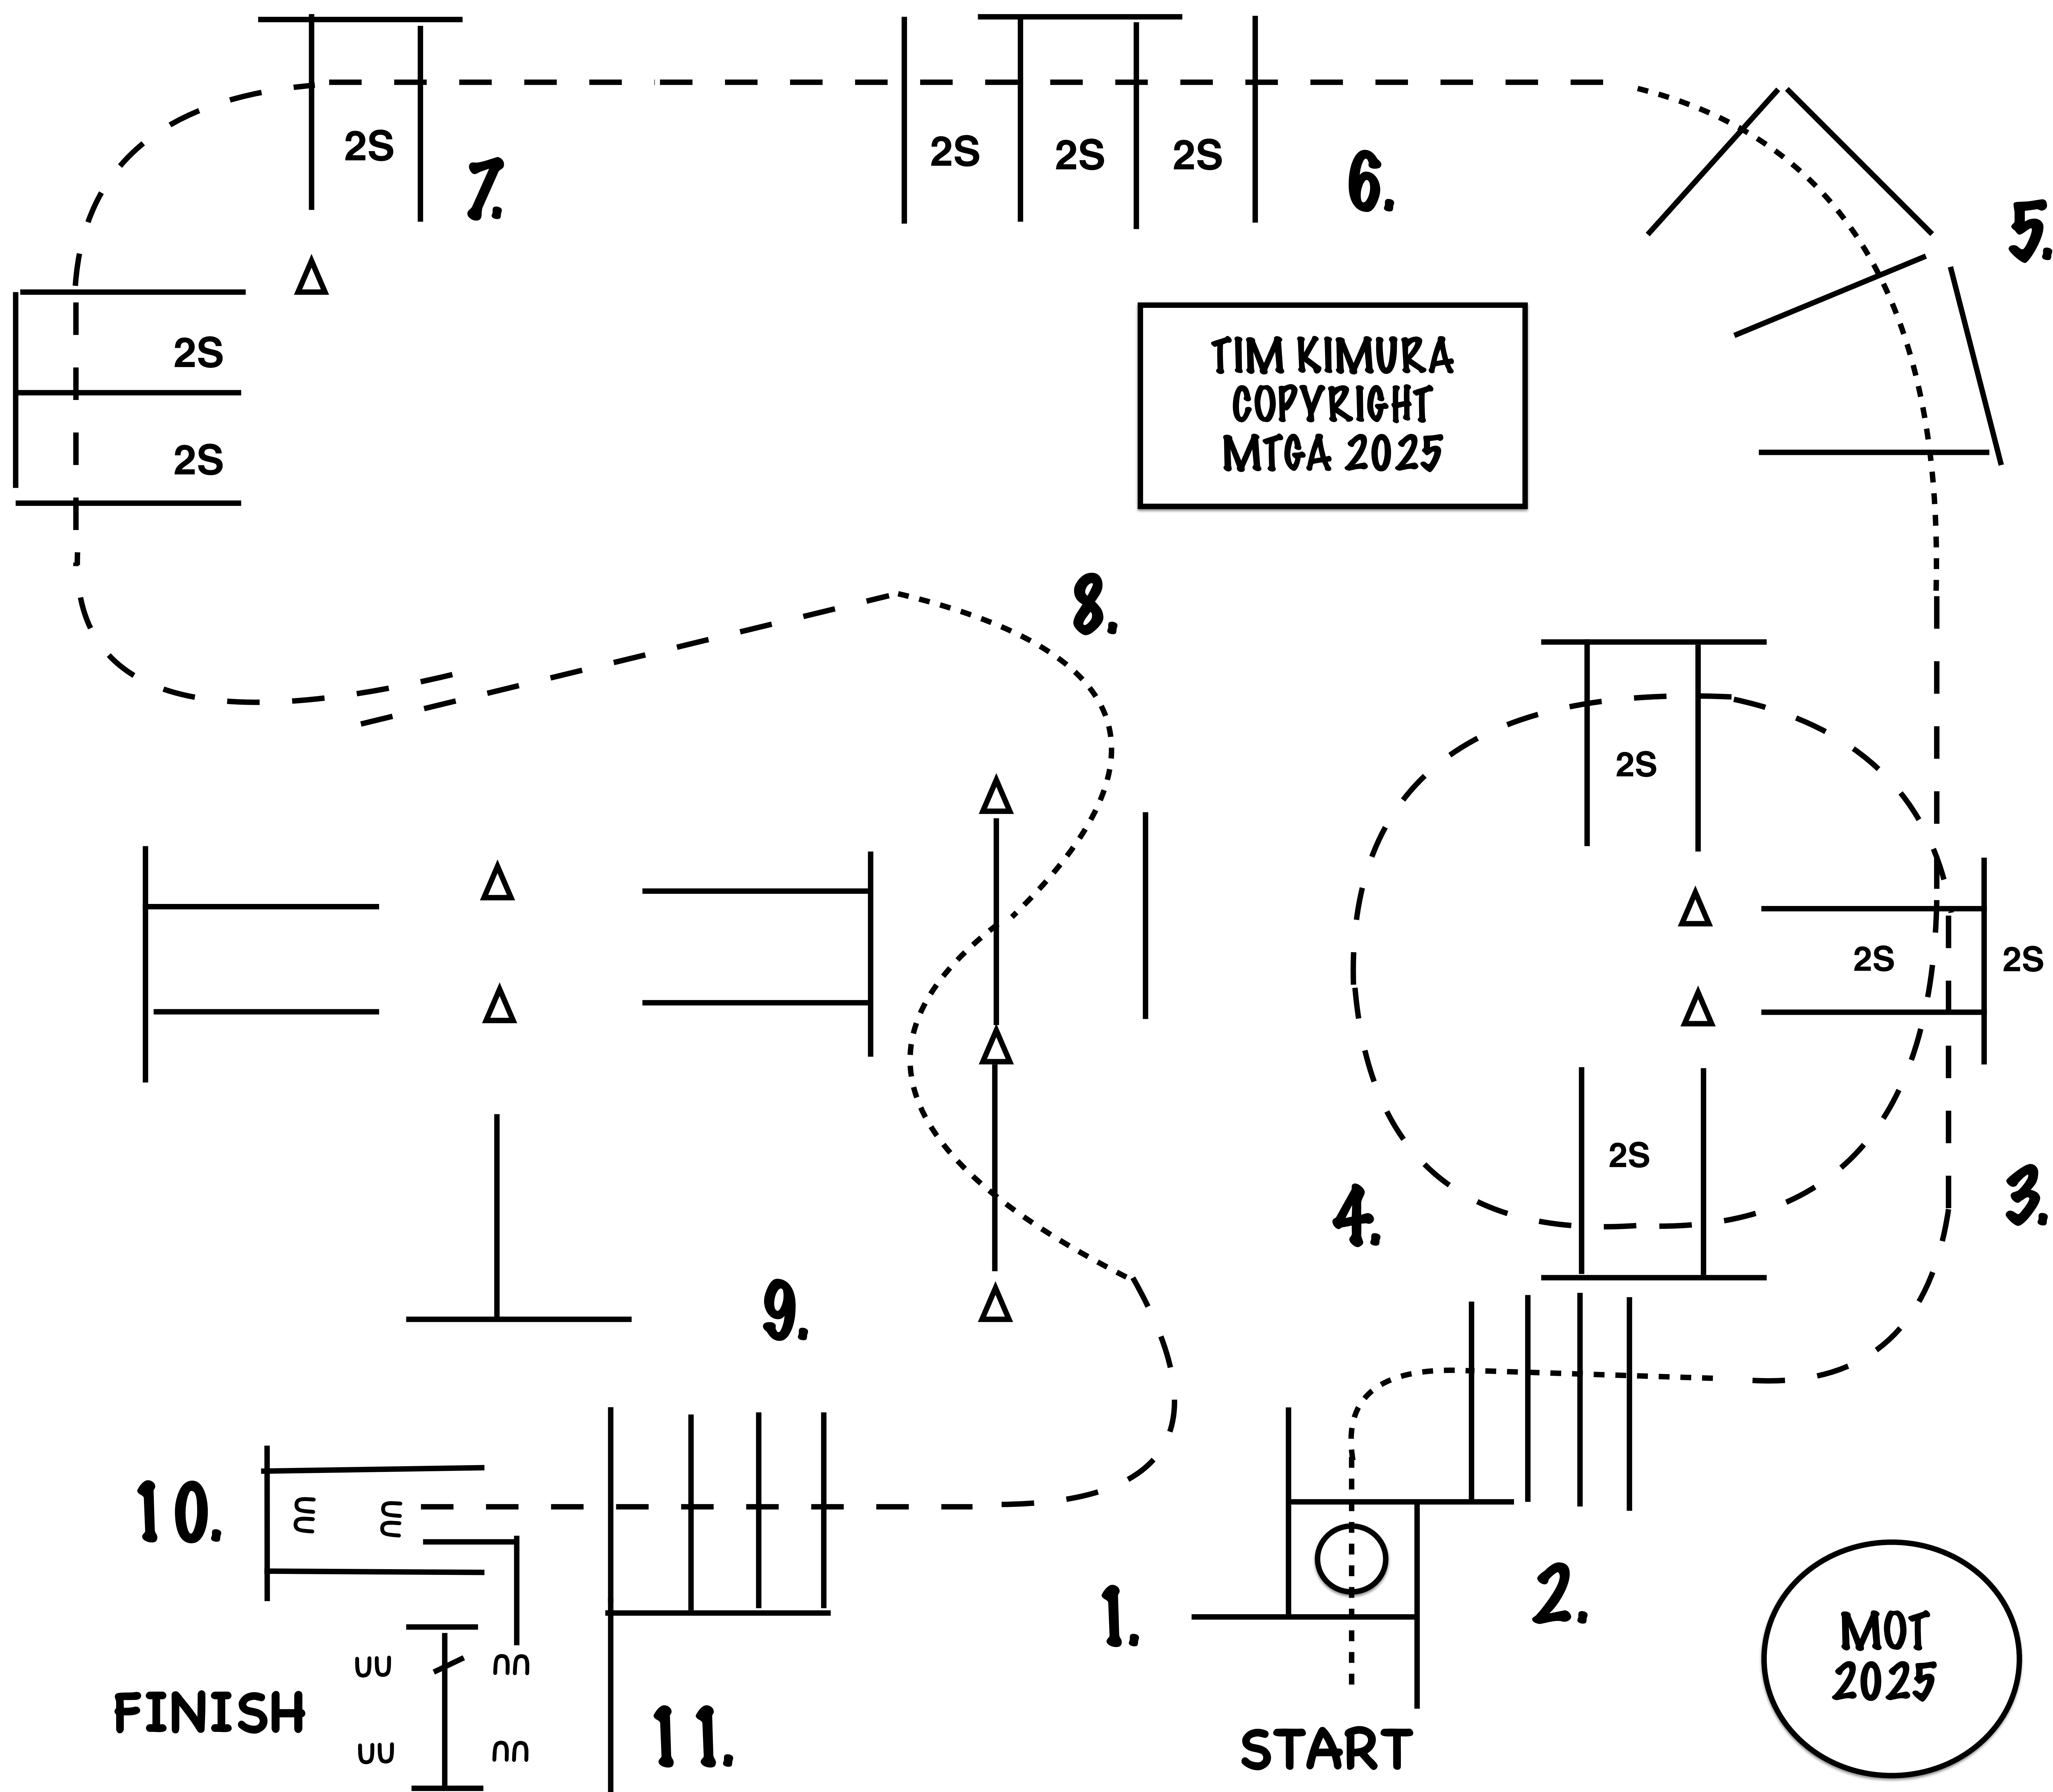 2S
7.
2S
2S
2S
6.
5.
2S
2S
TIM KIMURA
COPYRIGHT
MTGA 2025
8.
2S
2S
2S
2S
4.
3.
9.
10.
1.
2.
MOT
2025
FINISH
11.
START